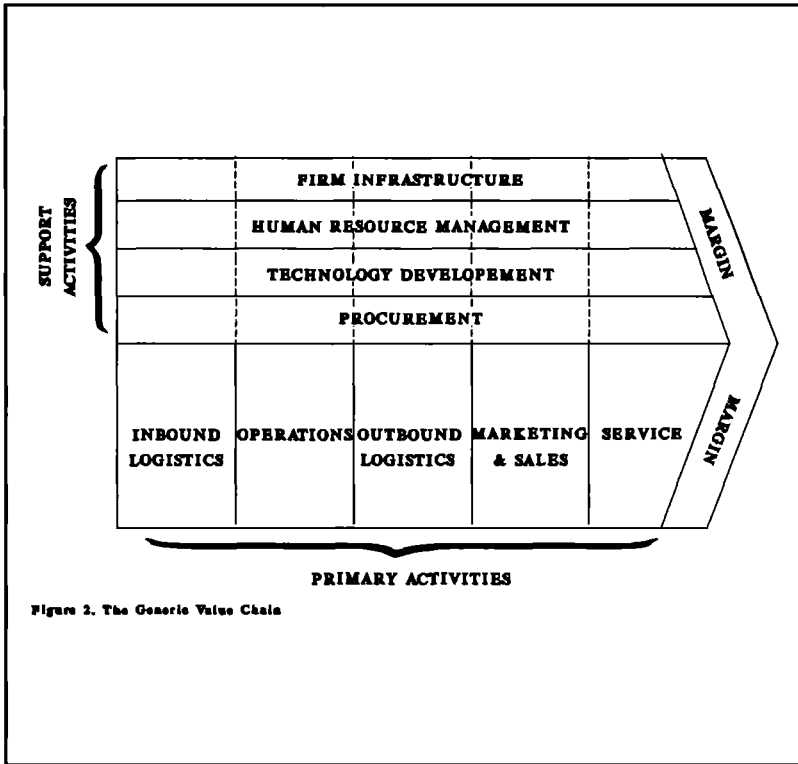 SUPPORT
ACTIVITIES
FIRM INFRASTRUCTURE
HUMAN RESOURCE MANAGEMENT
TECHNOLOGY DEVELOPEMENT
PROCUREMENT
MARGIN
INBOUND
LOGISTICS
OPERATIONS
OUTBOUND
LOGISTICS
MARKETING
& SALES
SERVICE
MARGIN
PRIMARY ACTIVITIES
Figure 2. The Generic Value Chain